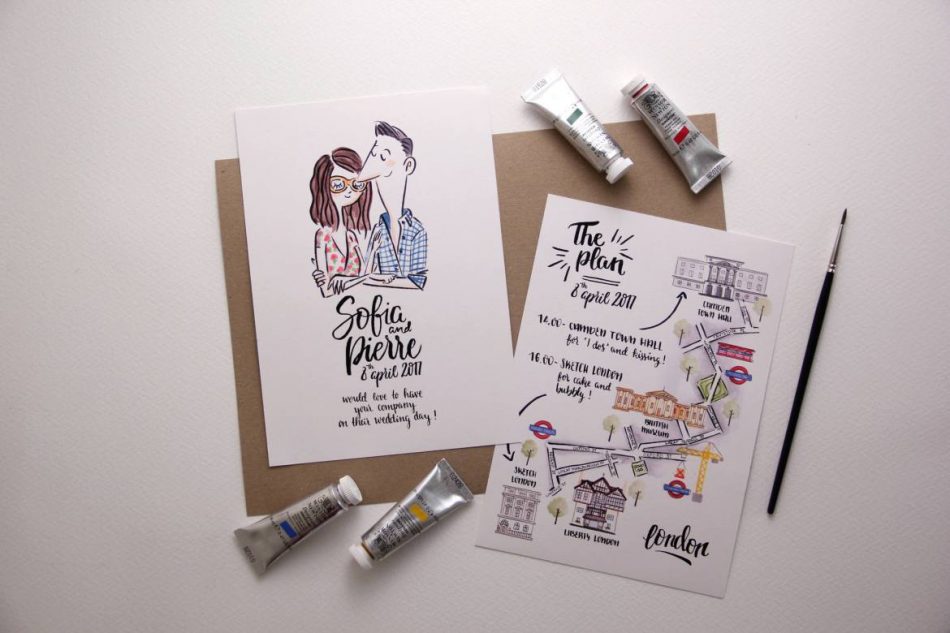 Sofia
and
Pierre
8th april 2017
would love to have
your company
on their wedding day!
The
plan
8th april 2017
14.00- CAMDEN TOWN HALL
for 'I dos' and kissing!
16.00- SKETCH LONDON
for cake and
bubbly!
CAMDEN
TOWN HALL
BRITISH
MUSEUM
SKETCH
LONDON
LIBERTY LONDON
london